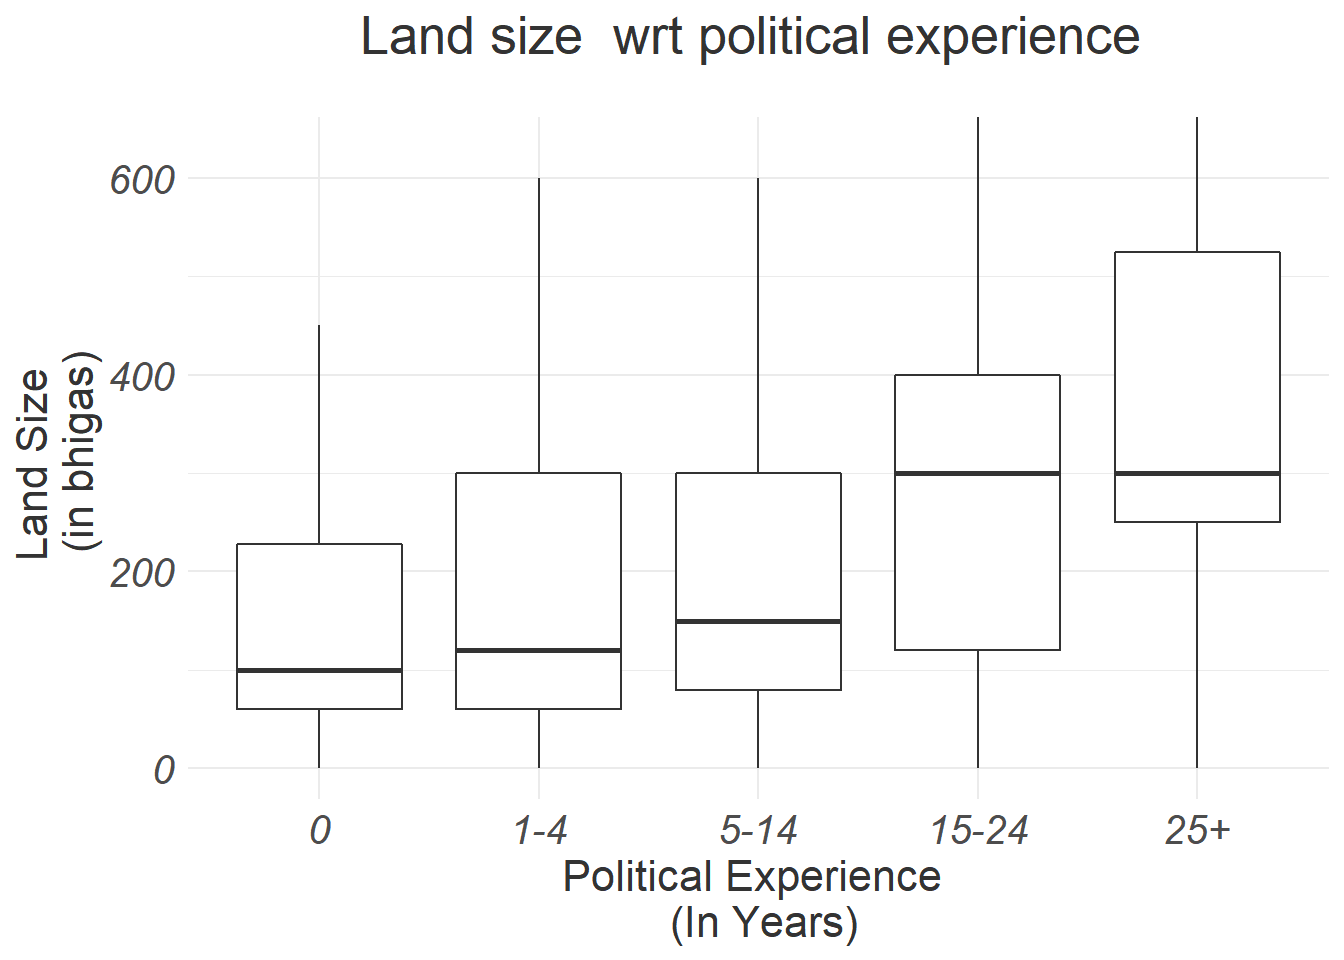 Land size  wrt political experience
600
400
200
0
Land Size
(in bhigas)
0 1-4 5-14 15-24 25+
Political Experience
(In Years)